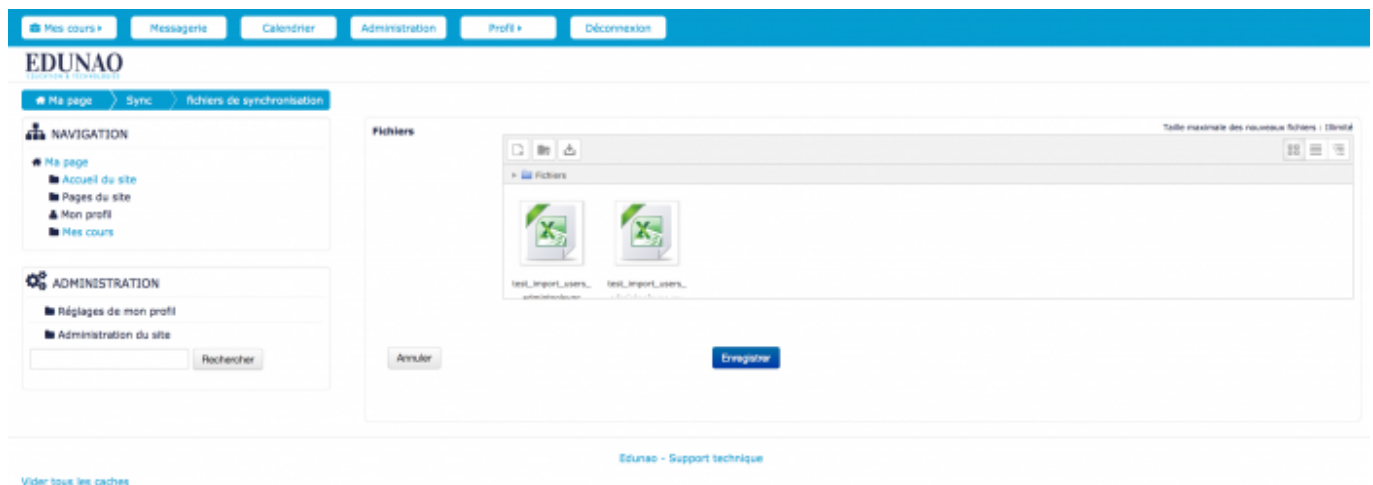 Mes cours
Messagerie
Calendrier
Administration
Profil
Déconnexion
EDUNAO
Ma page
Sync
fichiers de synchronisation
NAVIGATION
Ma page
Accueil du site
Pages du site
Mon profil
Mes cours
ADMINISTRATION
Réglages de mon profil
Administration du site
Rechercher
Fichiers
Taille maximale des nouveaux fichiers : Illimité
Fichiers
test_import_users_
test_import_users_
Annuler
Enregistrer
Edunao - Support technique
Vider tous les caches